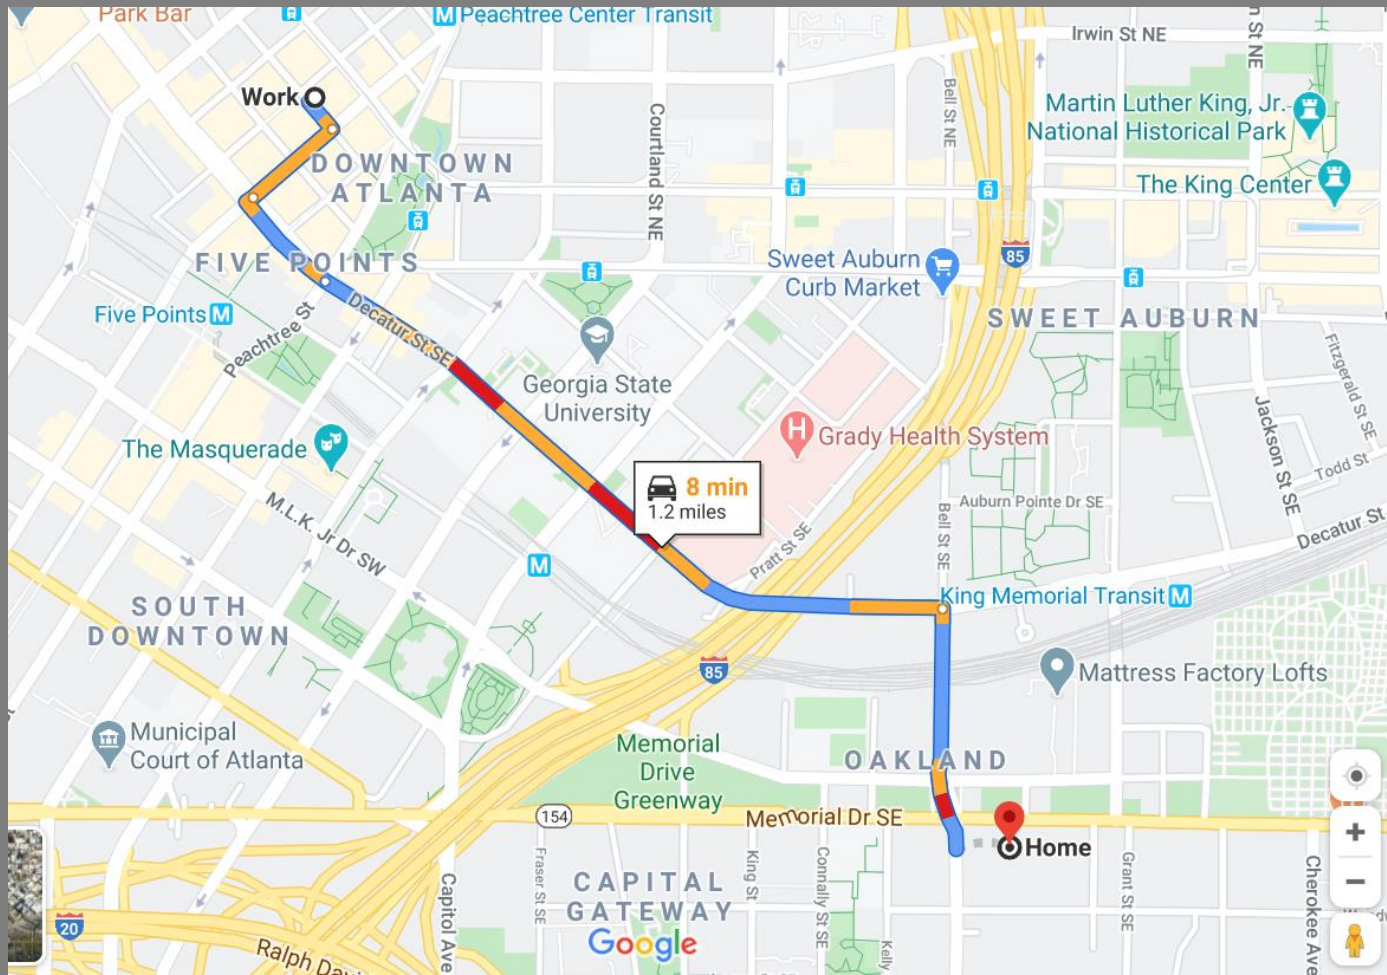 Park Bar
Peachtree Center Transit
Irwin St NE
Work
Bell St NE
Courtland St NE
Martin Luther King, Jr.
National Historical Park
DOWNTOWN
ATLANTA
The King Center
FIVE POINTS
Sweet Auburn
Curb Market
85
Five Points M
SWEET AUBURN
Peachtree St
Decatur St SE
Fitzgerald St SE
Georgia State
University
Jackson St SE
H Grady Health System
The Masquerade
Todd St
8 min
1.2 miles
M.L.K. Jr Dr SW
Auburn Pointe Dr SE
Bell St SE
Decatur St
Pratt St SE
M
King Memorial Transit M
SOUTH
DOWNTOWN
85
Mattress Factory Lofts
Municipal
Court of Atlanta
Memorial
Drive
Greenway
OAKLAND
154
Memorial Dr SE
Home
Fraser St SE
King St
Connally St SE
Grant St SE
Cherokee Ave
Capitol Ave
CAPITAL
GATEWAY
20
Google
Kelly